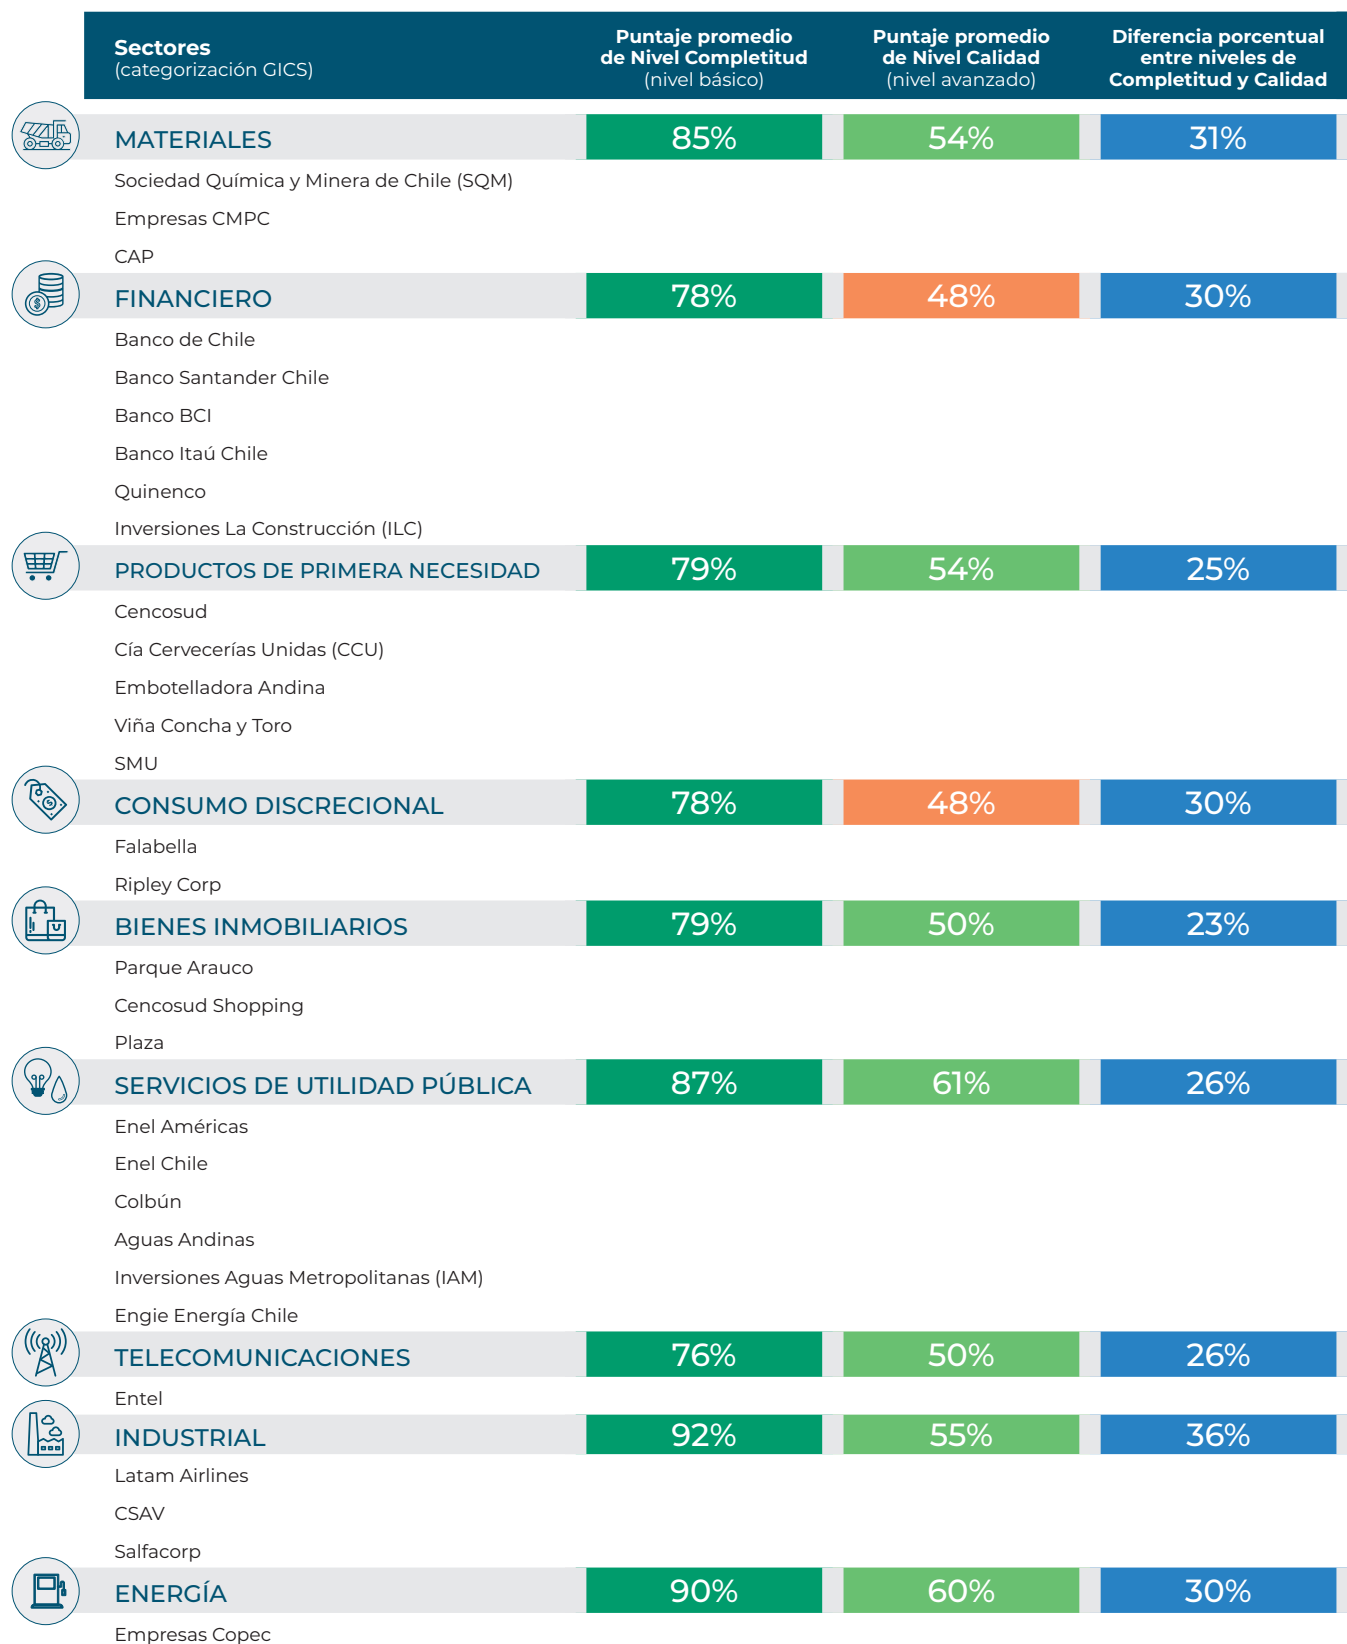 Sectores
(categorización GICS)
Puntaje promedio
de Nivel Completitud
(nivel básico)
Puntaje promedio
de Nivel Calidad
(nivel avanzado)
Diferencia porcentual
entre niveles de
Completitud y Calidad
MATERIALES 85% 54% 31%
Sociedad Química y Minera de Chile (SQM)
Empresas CMPC
CAP
FINANCIERO 78% 48% 30%
Banco de Chile
Banco Santander Chile
Banco BCI
Banco Itaú Chile
Quinenco
Inversiones La Construcción (ILC)
PRODUCTOS DE PRIMERA NECESIDAD 79% 54% 25%
Cencosud
Cía Cervecerías Unidas (CCU)
Embotelladora Andina
Viña Concha y Toro
SMU
CONSUMO DISCRECIONAL 78% 48% 30%
Falabella
Ripley Corp
BIENES INMOBILIARIOS 79% 50% 23%
Parque Arauco
Cencosud Shopping
Plaza
SERVICIOS DE UTILIDAD PÚBLICA 87% 61% 26%
Enel Américas
Enel Chile
Colbún
Aguas Andinas
Inversiones Aguas Metropolitanas (IAM)
Engie Energía Chile
TELECOMUNICACIONES 76% 50% 26%
Entel
INDUSTRIAL 92% 55% 36%
Latam Airlines
CSAV
Salfacorp
ENERGÍA 90% 60% 30%
Empresas Copec